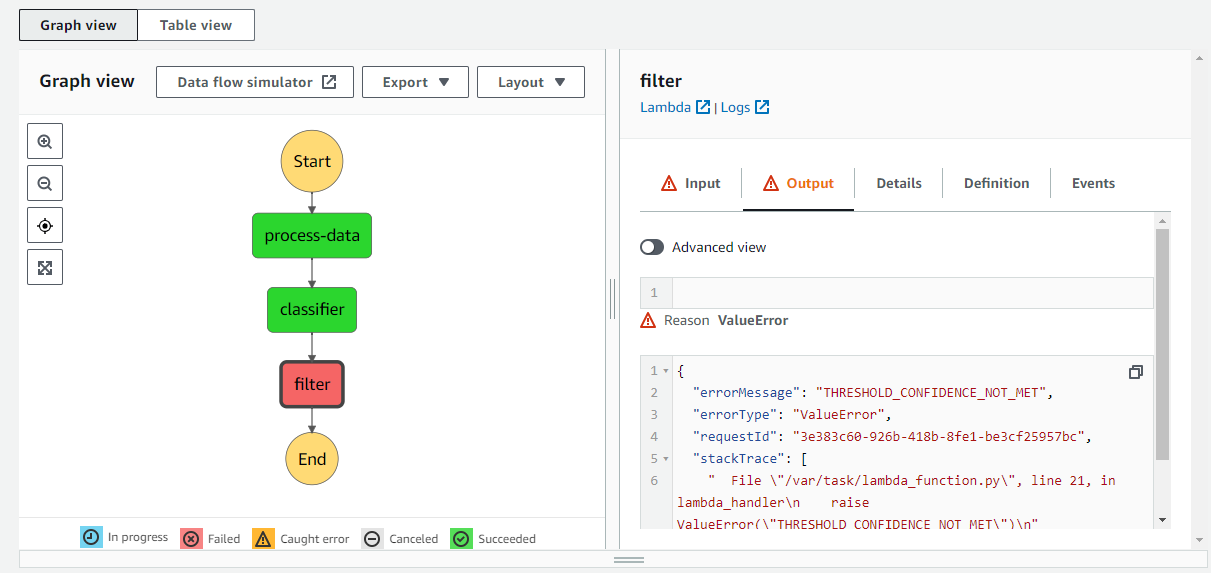 Graph view
Table view
Graph view
Data flow simulator
Export
Layout
Start
process-data
classifier
filter
End
In progress
Failed
Caught error
Canceled
Succeeded
filter
Lambda | Logs
Input
Output
Details
Definition
Events
Advanced view
1
Reason ValueError
1 {
2 "errorMessage": "THRESHOLD_CONFIDENCE_NOT_MET",
3 "errorType": "ValueError",
4 "requestId": "3e383c60-926b-418b-8fe1-be3cf25957bc",
5 "stackTrace": [
6 "  File \"/var/task/lambda_function.py\", line 21, in
lambda_handler\n    raise
ValueError(\"THRESHOLD_CONFIDENCE_NOT_MET\")\n"